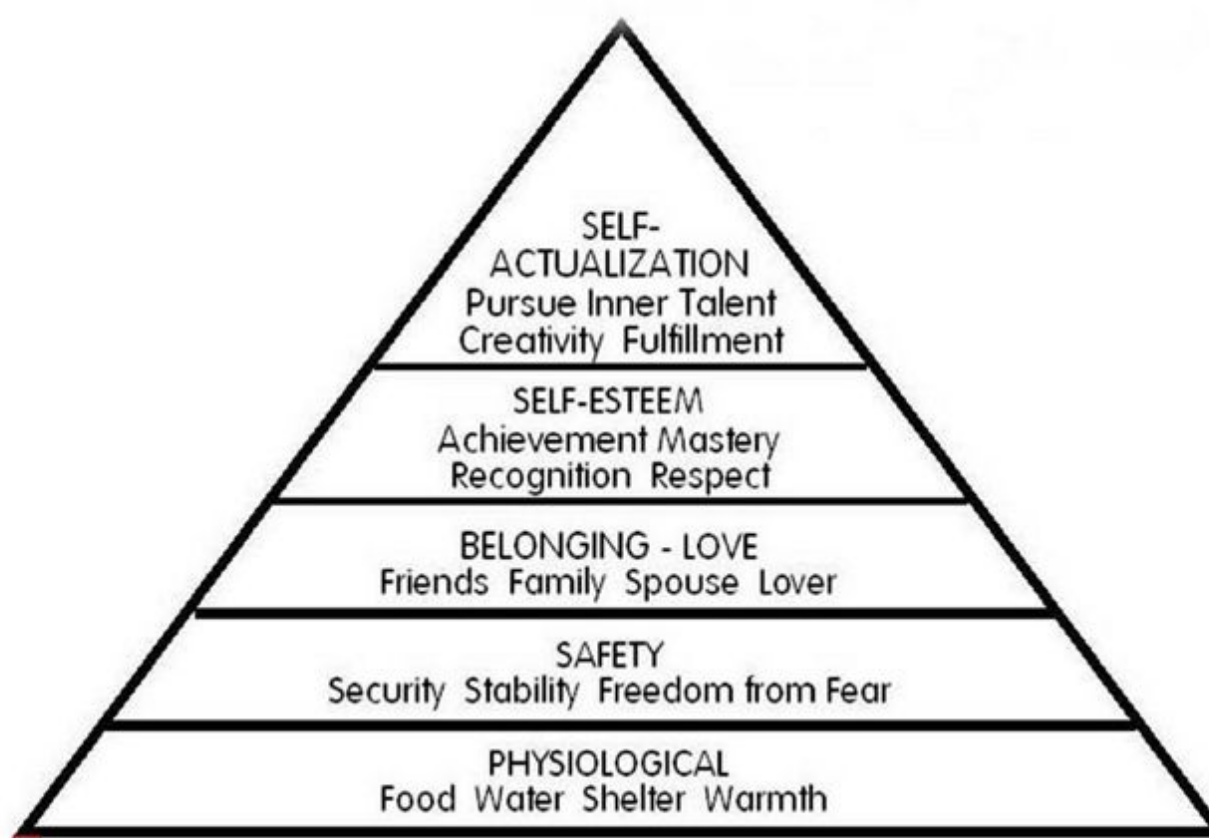 SELF-
ACTUALIZATION
Pursue Inner Talent
Creativity Fulfillment
SELF-ESTEEM
Achievement Mastery
Recognition Respect
BELONGING - LOVE
Friends Family Spouse Lover
SAFETY
Security Stability Freedom from Fear
PHYSIOLOGICAL
Food Water Shelter Warmth